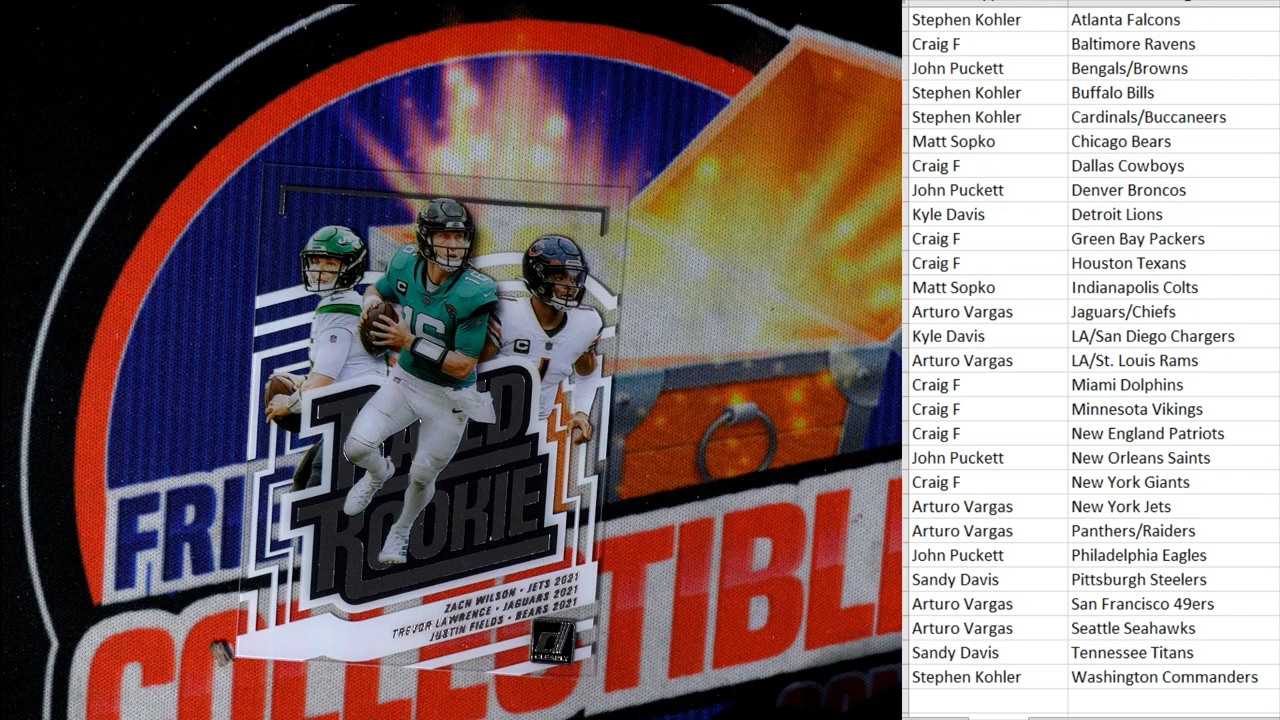 FRI
COLLECTIBL
RATED
ROOKIE
ZACH WILSON • JETS 2021
TREVOR LAWRENCE • JAGUARS 2021
JUSTIN FIELDS • BEARS 2021
CLEARLY
16
Stephen Kohler Atlanta Falcons
Craig F Baltimore Ravens
John Puckett Bengals/Browns
Stephen Kohler Buffalo Bills
Stephen Kohler Cardinals/Buccaneers
Matt Sopko Chicago Bears
Craig F Dallas Cowboys
John Puckett Denver Broncos
Kyle Davis Detroit Lions
Craig F Green Bay Packers
Craig F Houston Texans
Matt Sopko Indianapolis Colts
Arturo Vargas Jaguars/Chiefs
Kyle Davis LA/San Diego Chargers
Arturo Vargas LA/St. Louis Rams
Craig F Miami Dolphins
Craig F Minnesota Vikings
Craig F New England Patriots
John Puckett New Orleans Saints
Craig F New York Giants
Arturo Vargas New York Jets
Arturo Vargas Panthers/Raiders
John Puckett Philadelphia Eagles
Sandy Davis Pittsburgh Steelers
Arturo Vargas San Francisco 49ers
Arturo Vargas Seattle Seahawks
Sandy Davis Tennessee Titans
Stephen Kohler Washington Commanders